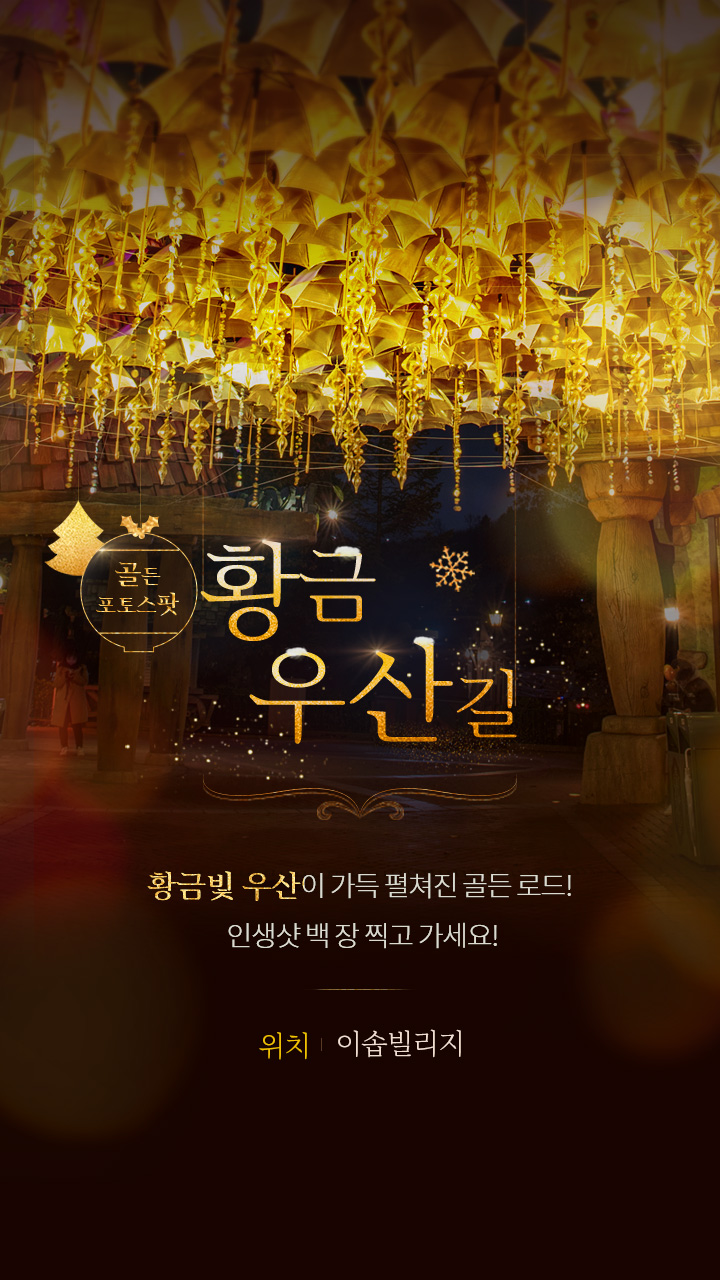 골든
포토스팟
황금
우산길
황금빛 우산이 가득 펼쳐진 골든 로드!
인생샷 백 장 찍고 가세요!
위치 | 이솝빌리지